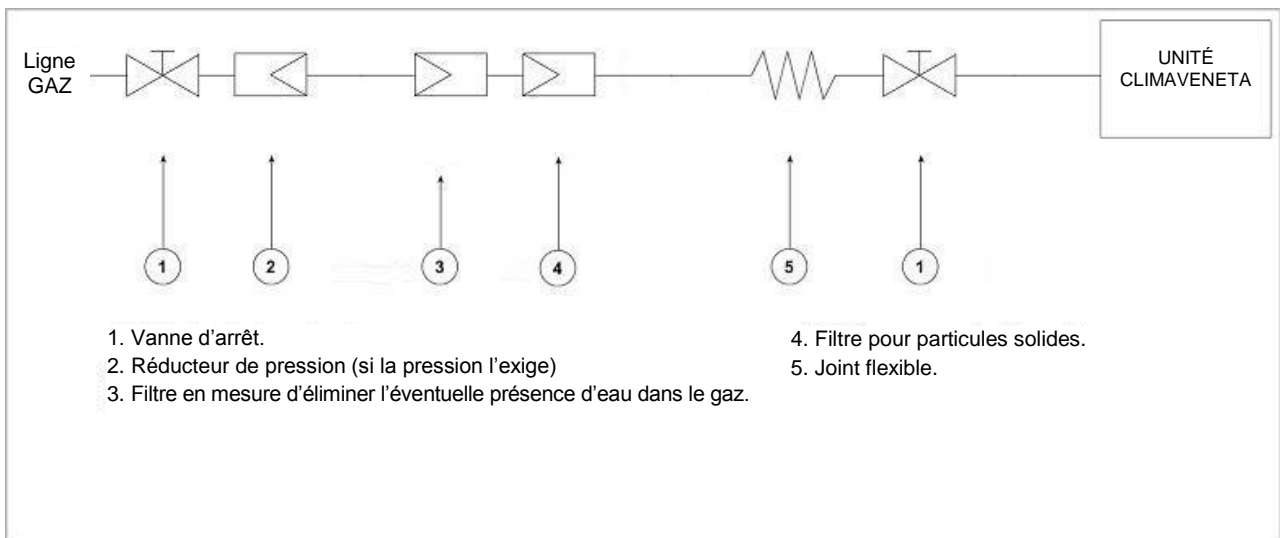 Ligne
GAZ
UNITÉ
CLIMAVENETA
1
2
3
4
5
1
1. Vanne d’arrêt.
2. Réducteur de pression (si la pression l’exige)
3. Filtre en mesure d’éliminer l’éventuelle présence d’eau dans le gaz.
4. Filtre pour particules solides.
5. Joint flexible.